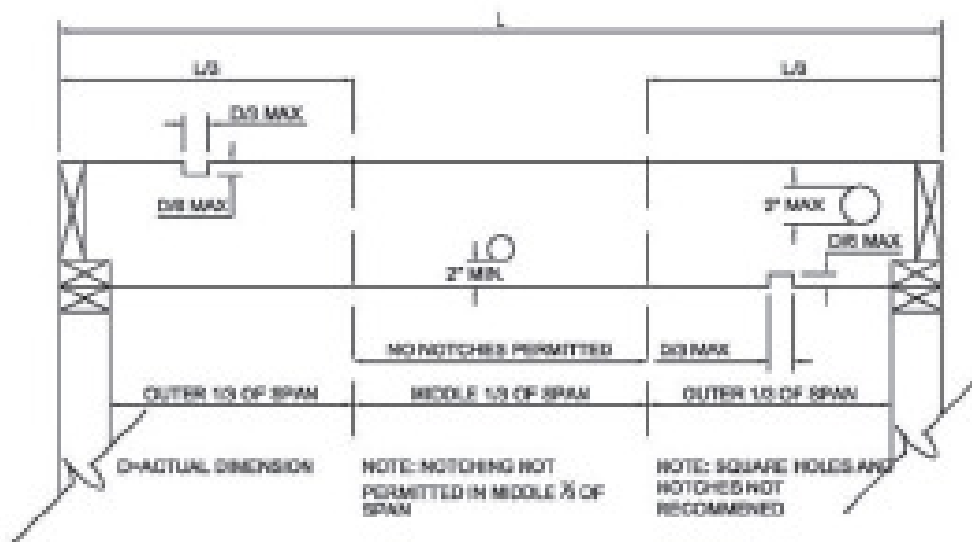 L
L/3
L/3
D/3 MAX
D/6 MAX
2" MAX
D/6 MAX
2" MIN.
NO NOTCHES PERMITTED
D/3 MAX
OUTER 1/3 OF SPAN
MIDDLE 1/3 OF SPAN
OUTER 1/3 OF SPAN
D=ACTUAL DIMENSION
NOTE: NOTCHING NOT
PERMITTED IN MIDDLE ⅓ OF
SPAN
NOTE: SQUARE HOLES AND
NOTCHES NOT
RECOMMENED